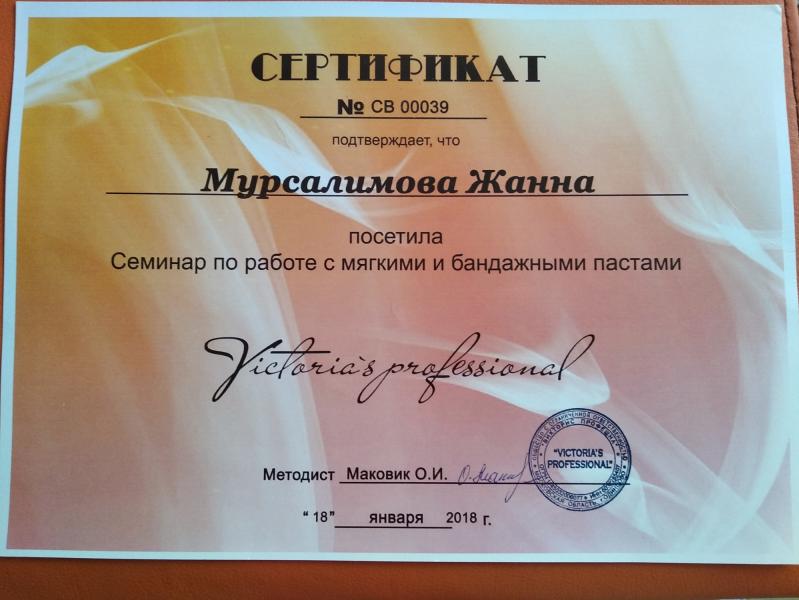 СЕРТИФИКАТ
№ СВ 00039
подтверждает, что
Мурсалимова Жанна
посетила
Семинар по работе с мягкими и бандажными пастами
Victoria`s professional
Методист Маковик О.И.
"VICTORIA'S
PROFESSIONAL"
"18" января 2018 г.